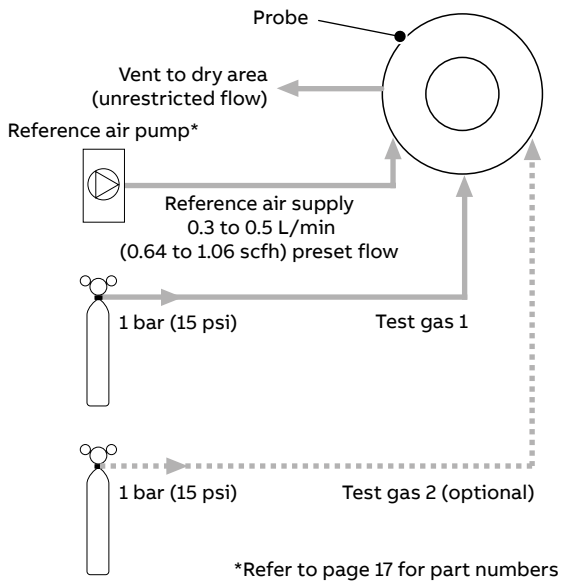 Probe
Vent to dry area
(unrestricted flow)
Reference air pump*
Reference air supply
0.3 to 0.5 L/min
(0.64 to 1.06 scfh) preset flow
1 bar (15 psi)
Test gas 1
1 bar (15 psi)
Test gas 2 (optional)
*Refer to page 17 for part numbers